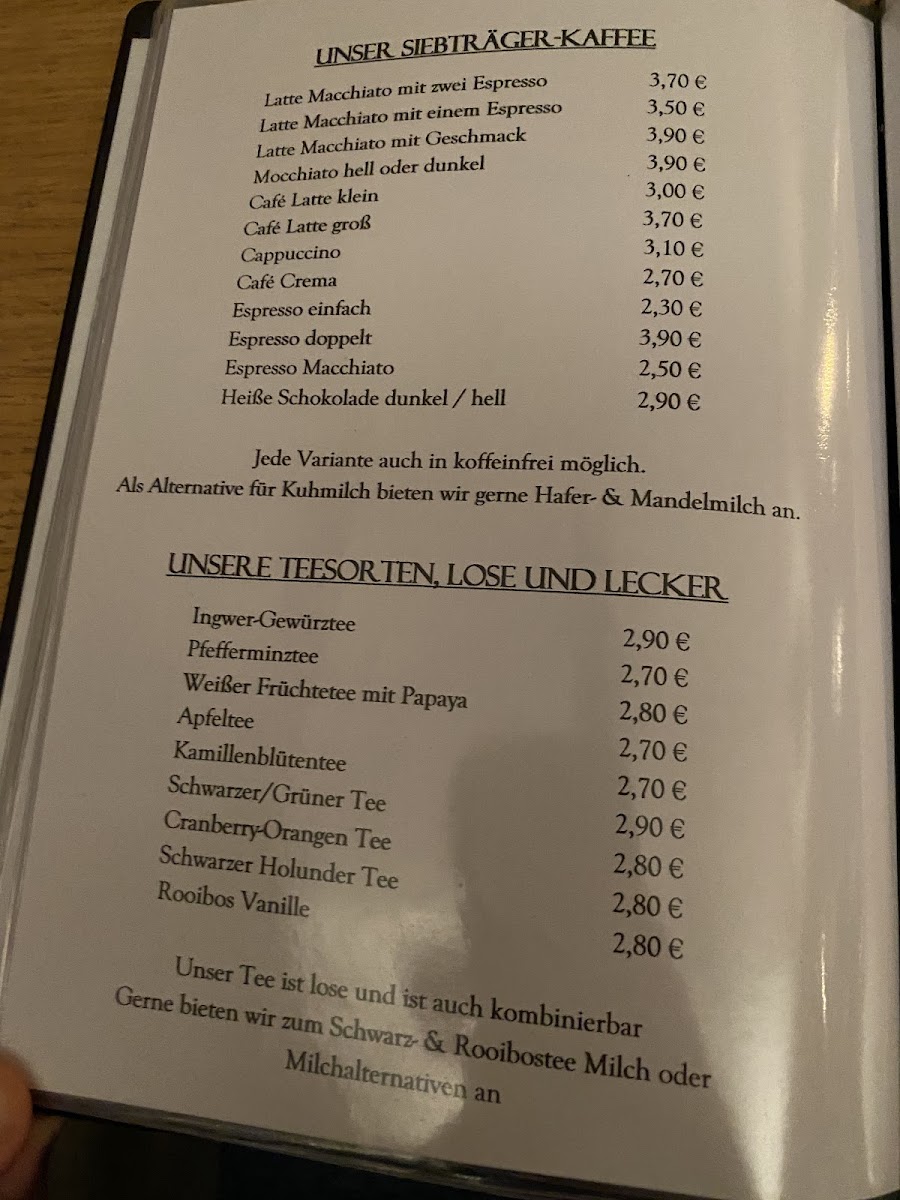 UNSER SIEBTRÄGER-KAFFEE
Latte Macchiato mit zwei Espresso 3,70 €
Latte Macchiato mit einem Espresso 3,50 €
Latte Macchiato mit Geschmack 3,90 €
Mocchiato hell oder dunkel 3,90 €
Café Latte klein 3,00 €
Café Latte groß 3,70 €
Cappuccino 3,10 €
Café Crema 2,70 €
Espresso einfach 2,30 €
Espresso doppelt 3,90 €
Espresso Macchiato 2,50 €
Heiße Schokolade dunkel / hell 2,90 €
Jede Variante auch in koffeinfrei möglich.
Als Alternative für Kuhmilch bieten wir gerne Hafer- & Mandelmilch an.
UNSERE TEESORTEN, LOSE UND LECKER
Ingwer-Gewürztee 2,90 €
Pfefferminztee 2,70 €
Weißer Früchtetee mit Papaya 2,80 €
Apfeltee 2,70 €
Kamillenblütentee 2,70 €
Schwarzer/Grüner Tee 2,90 €
Cranberry-Orangen Tee 2,80 €
Schwarzer Holunder Tee 2,80 €
Rooibos Vanille 2,80 €
Unser Tee ist lose und ist auch kombinierbar
Gerne bieten wir zum Schwarz- & Rooibostee Milch oder
Milchalternativen an